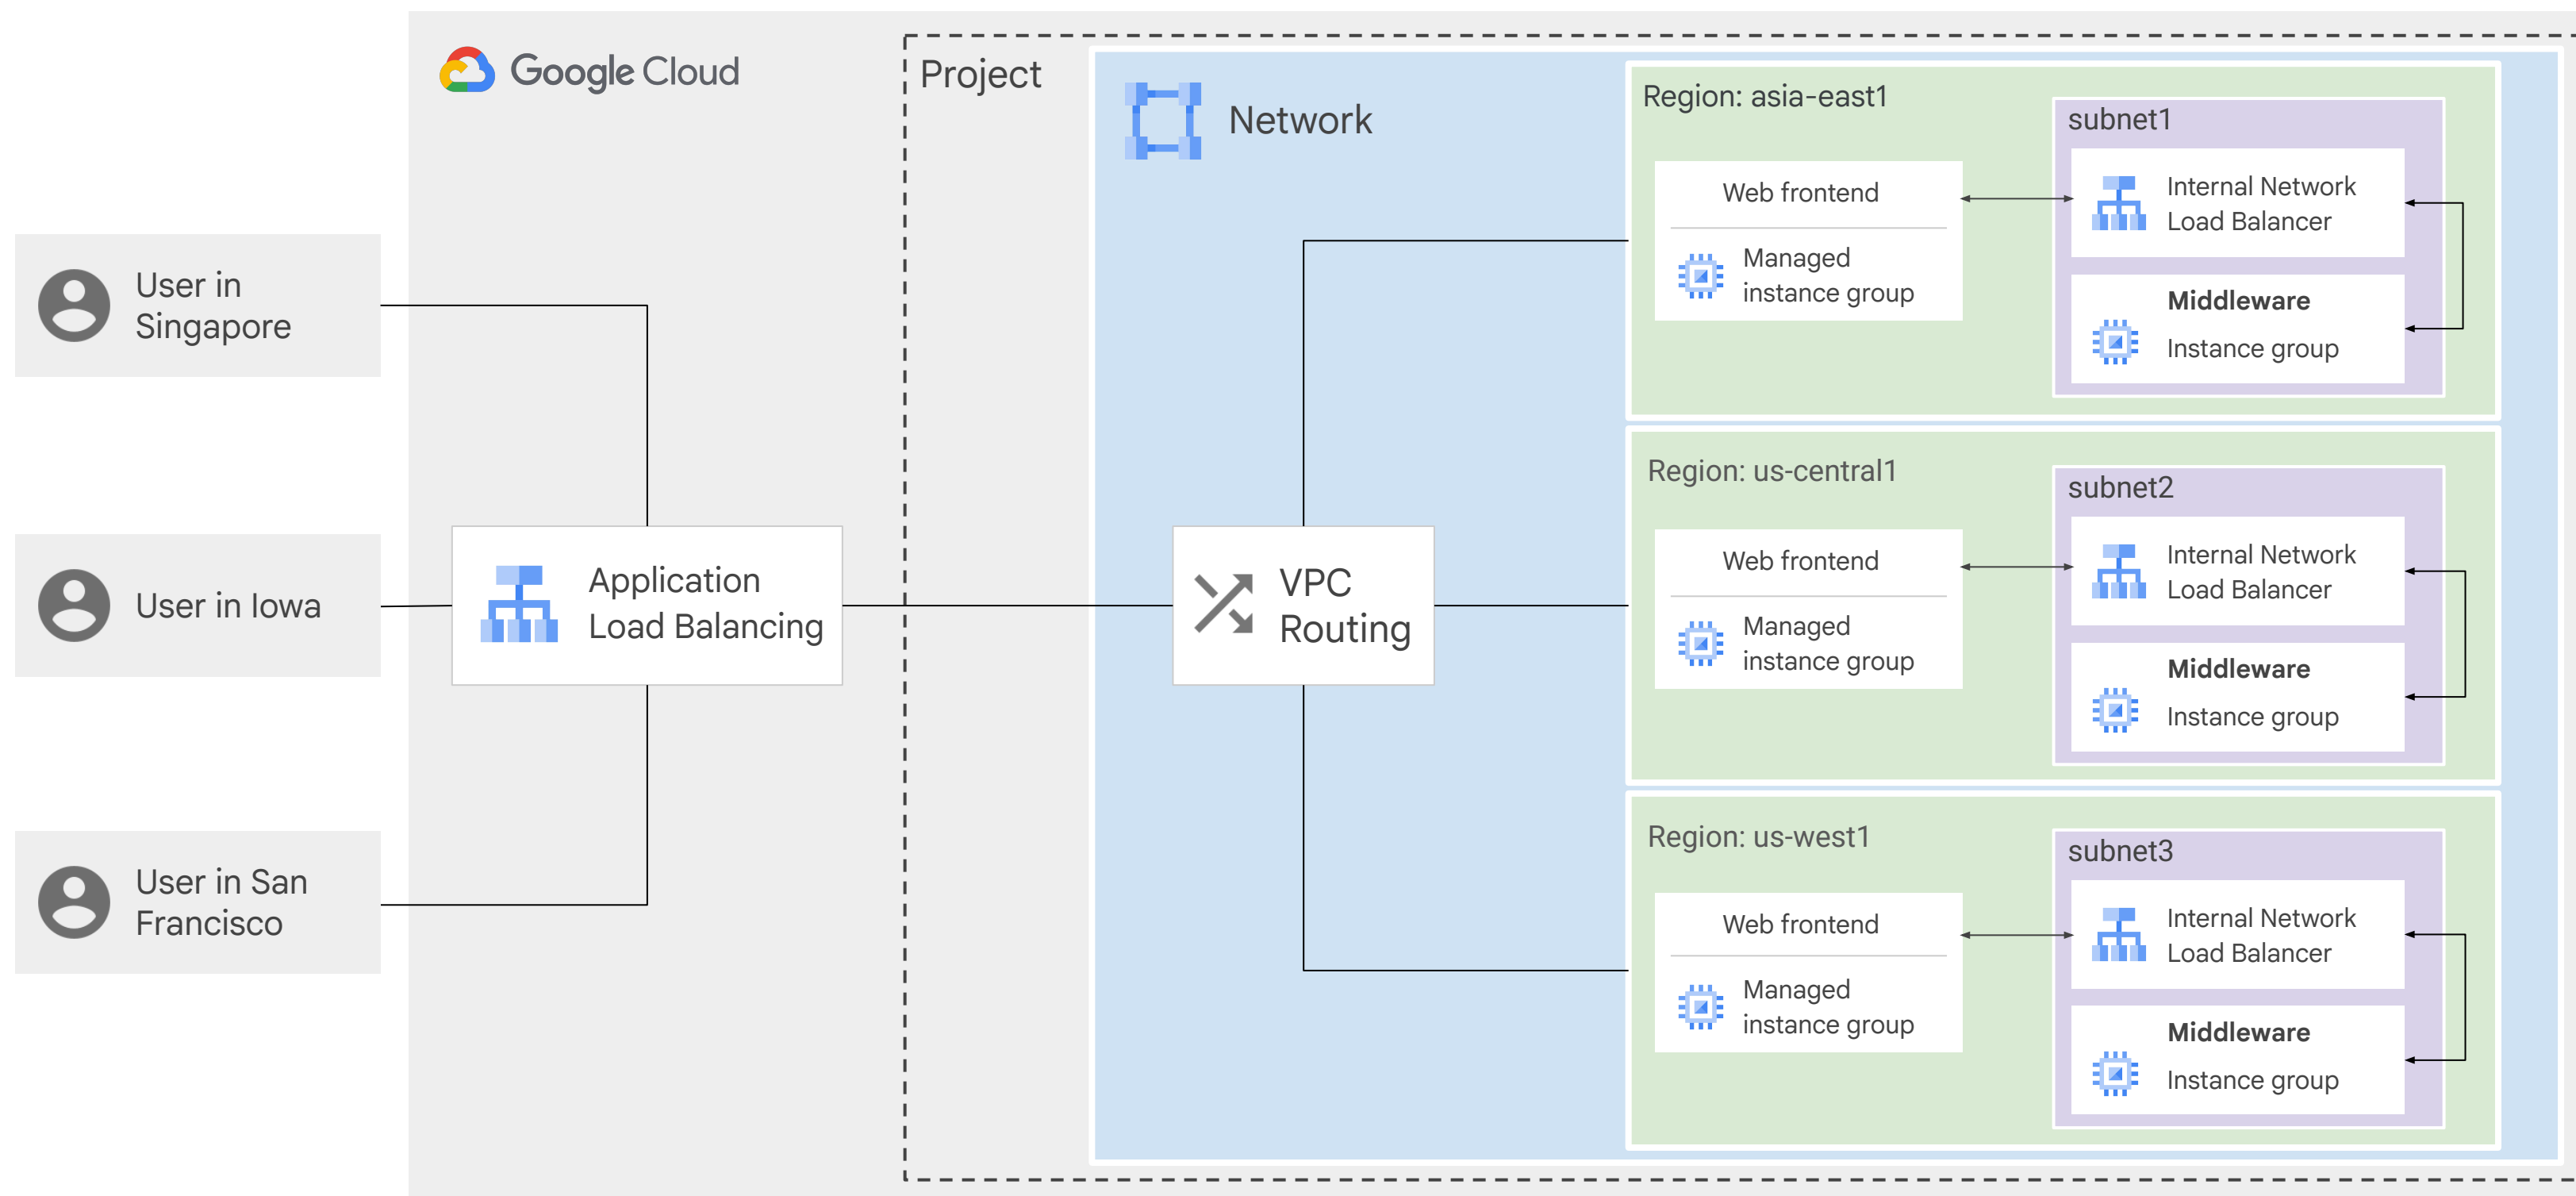 Google Cloud
Project
Network
User in
Singapore
User in Iowa
User in San
Francisco
Application
Load Balancing
VPC
Routing
Region: asia-east1
Web frontend
Managed
instance group
subnet1
Internal Network
Load Balancer
Middleware
Instance group
Region: us-central1
Web frontend
Managed
instance group
subnet2
Internal Network
Load Balancer
Middleware
Instance group
Region: us-west1
Web frontend
Managed
instance group
subnet3
Internal Network
Load Balancer
Middleware
Instance group